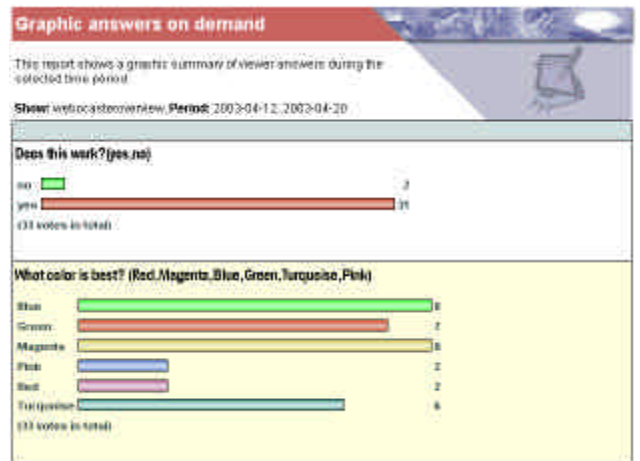 Graphic answers on demand
This report shows a graphic summary of viewer answers during the
selected time period
Show: webcasteroverview, Period: 2003-04-12..2003-04-20
Does this work?(yes,no)
no 2
yes 31
(33 votes in total)
What color is best? (Red,Magenta,Blue,Green,Turquoise,Pink)
Blue 8
Green 7
Magenta 8
Pink 2
Red 2
Turquoise 6
(33 votes in total)